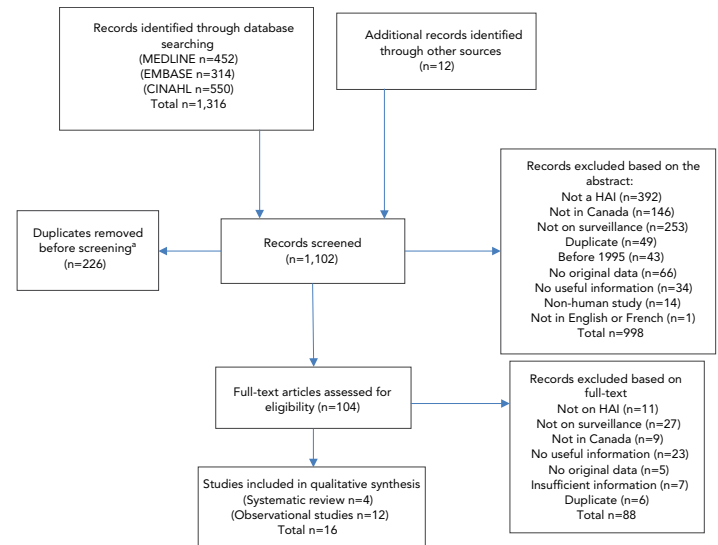 Records identified through database
searching
(MEDLINE n=452)
(EMBASE n=314)
(CINAHL n=550)
Total n=1,316
Additional records identified
through other sources
(n=12)
Duplicates removed
before screeningᵃ
(n=226)
Records screened
(n=1,102)
Records excluded based on the
abstract:
Not a HAI (n=392)
Not in Canada (n=146)
Not on surveillance (n=253)
Duplicate (n=49)
Before 1995 (n=43)
No original data (n=66)
No useful information (n=34)
Non-human study (n=14)
Not in English or French (n=1)
Total n=998
Full-text articles assessed for
eligibility (n=104)
Records excluded based on
full-text
Not on HAI (n=11)
Not on surveillance (n=27)
Not in Canada (n=9)
No useful information (n=23)
No original data (n=5)
Insufficient information (n=7)
Duplicate (n=6)
Total n=88
Studies included in qualitative synthesis
(Systematic review n=4)
(Observational studies n=12)
Total n=16